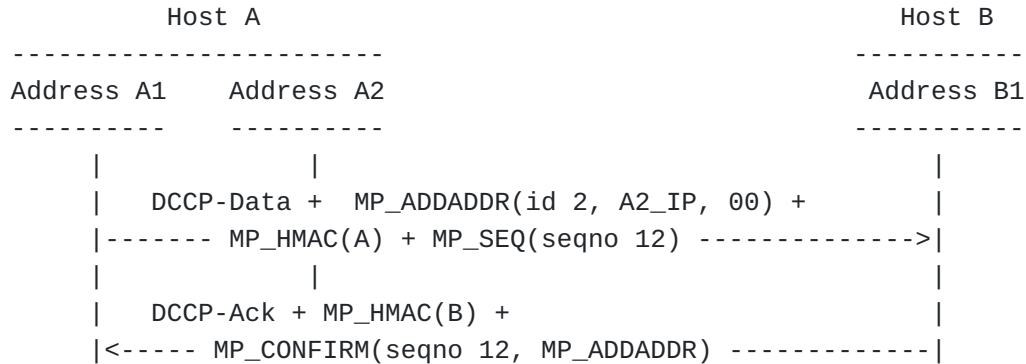 Host A                                         Host B
------------------------                              -----------
Address A1    Address A2                               Address B1
----------    ----------                              -----------
     |             |                                       |
     |   DCCP-Data +  MP_ADDADDR(id 2, A2_IP, 00) +        |
     |------- MP_HMAC(A) + MP_SEQ(seqno 12) -------------->|
     |             |                                       |
     |   DCCP-Ack + MP_HMAC(B) +                           |
     |<----- MP_CONFIRM(seqno 12, MP_ADDADDR) -------------|